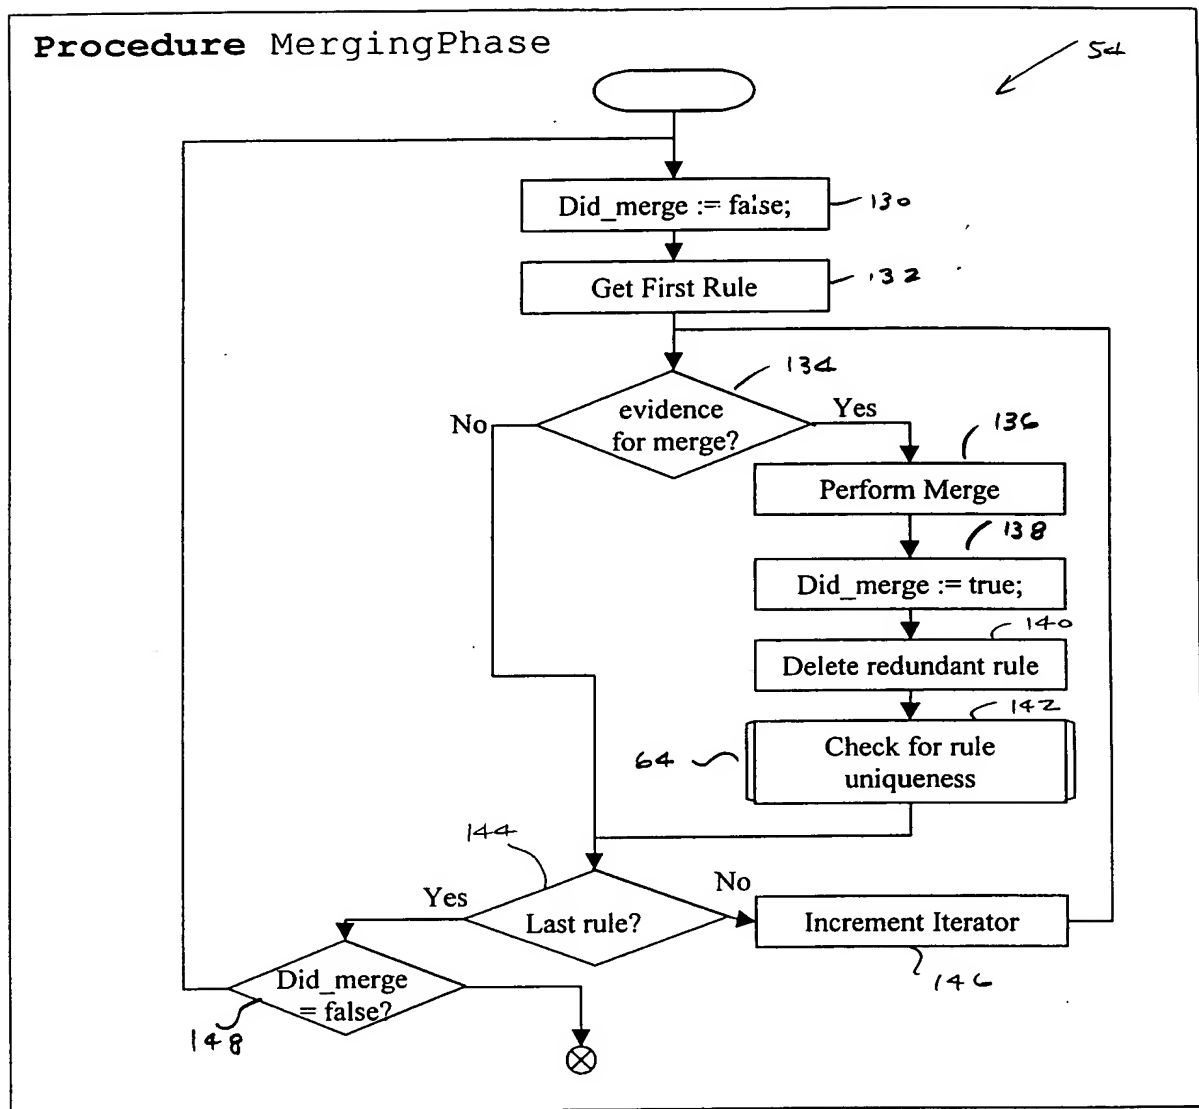 Procedure MergingPhase
54
Did_merge := false;
130
Get First Rule
132
134
evidence
for merge?
No
Yes
136
Perform Merge
138
Did_merge := true;
140
Delete redundant rule
142
64
Check for rule
uniqueness
144
Yes
No
Last rule?
Increment Iterator
146
Did_merge
= false?
148